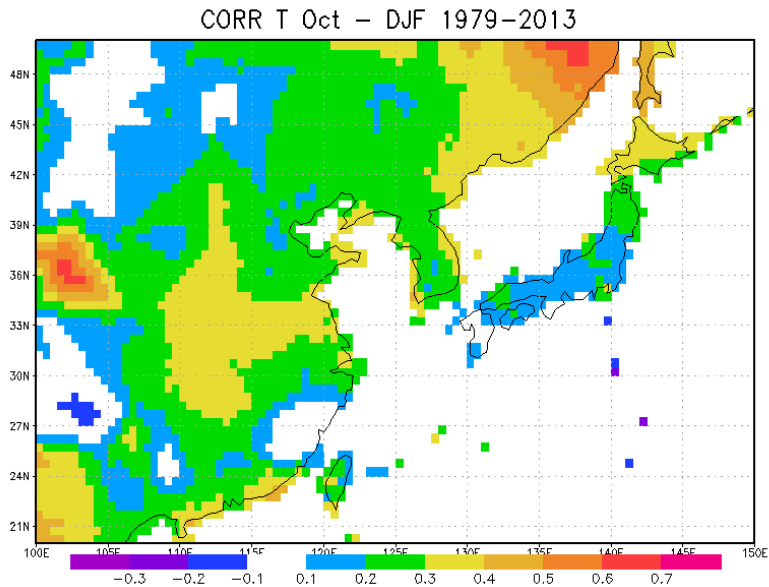 CORR T Oct - DJF 1979-2013
48N
45N
42N
39N
36N
33N
30N
27N
24N
21N
100E 105E 110E 115E 120E 125E 130E 135E 140E 145E 150E
-0.3 -0.2 -0.1 0.1 0.2 0.3 0.4 0.5 0.6 0.7